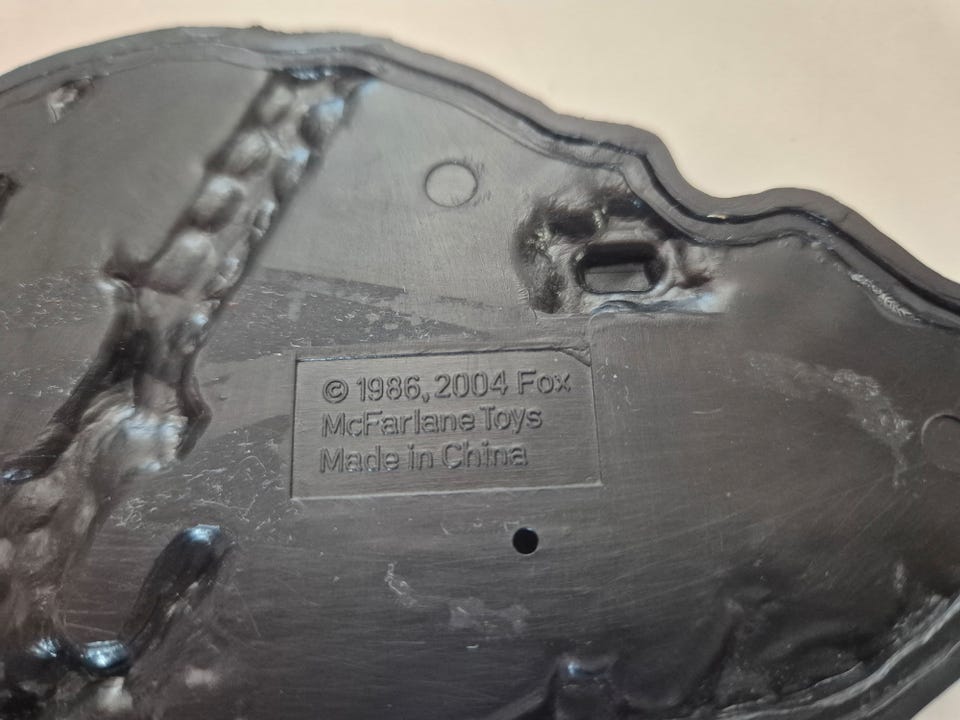 © 1986, 2004 Fox
McFarlane Toys
Made in China